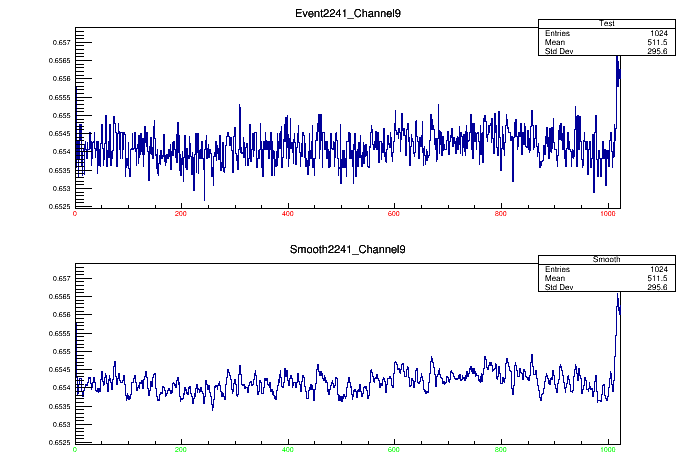 Event2241_Channel9
Test
Entries 1024
Mean 511.5
Std Dev 295.6
0.657
0.6565
0.656
0.6555
0.655
0.6545
0.654
0.6535
0.653
0.6525
0 200 400 600 800 1000
Smooth2241_Channel9
Smooth
Entries 1024
Mean 511.5
Std Dev 295.6
0.657
0.6565
0.656
0.6555
0.655
0.6545
0.654
0.6535
0.653
0.6525
0 200 400 600 800 1000